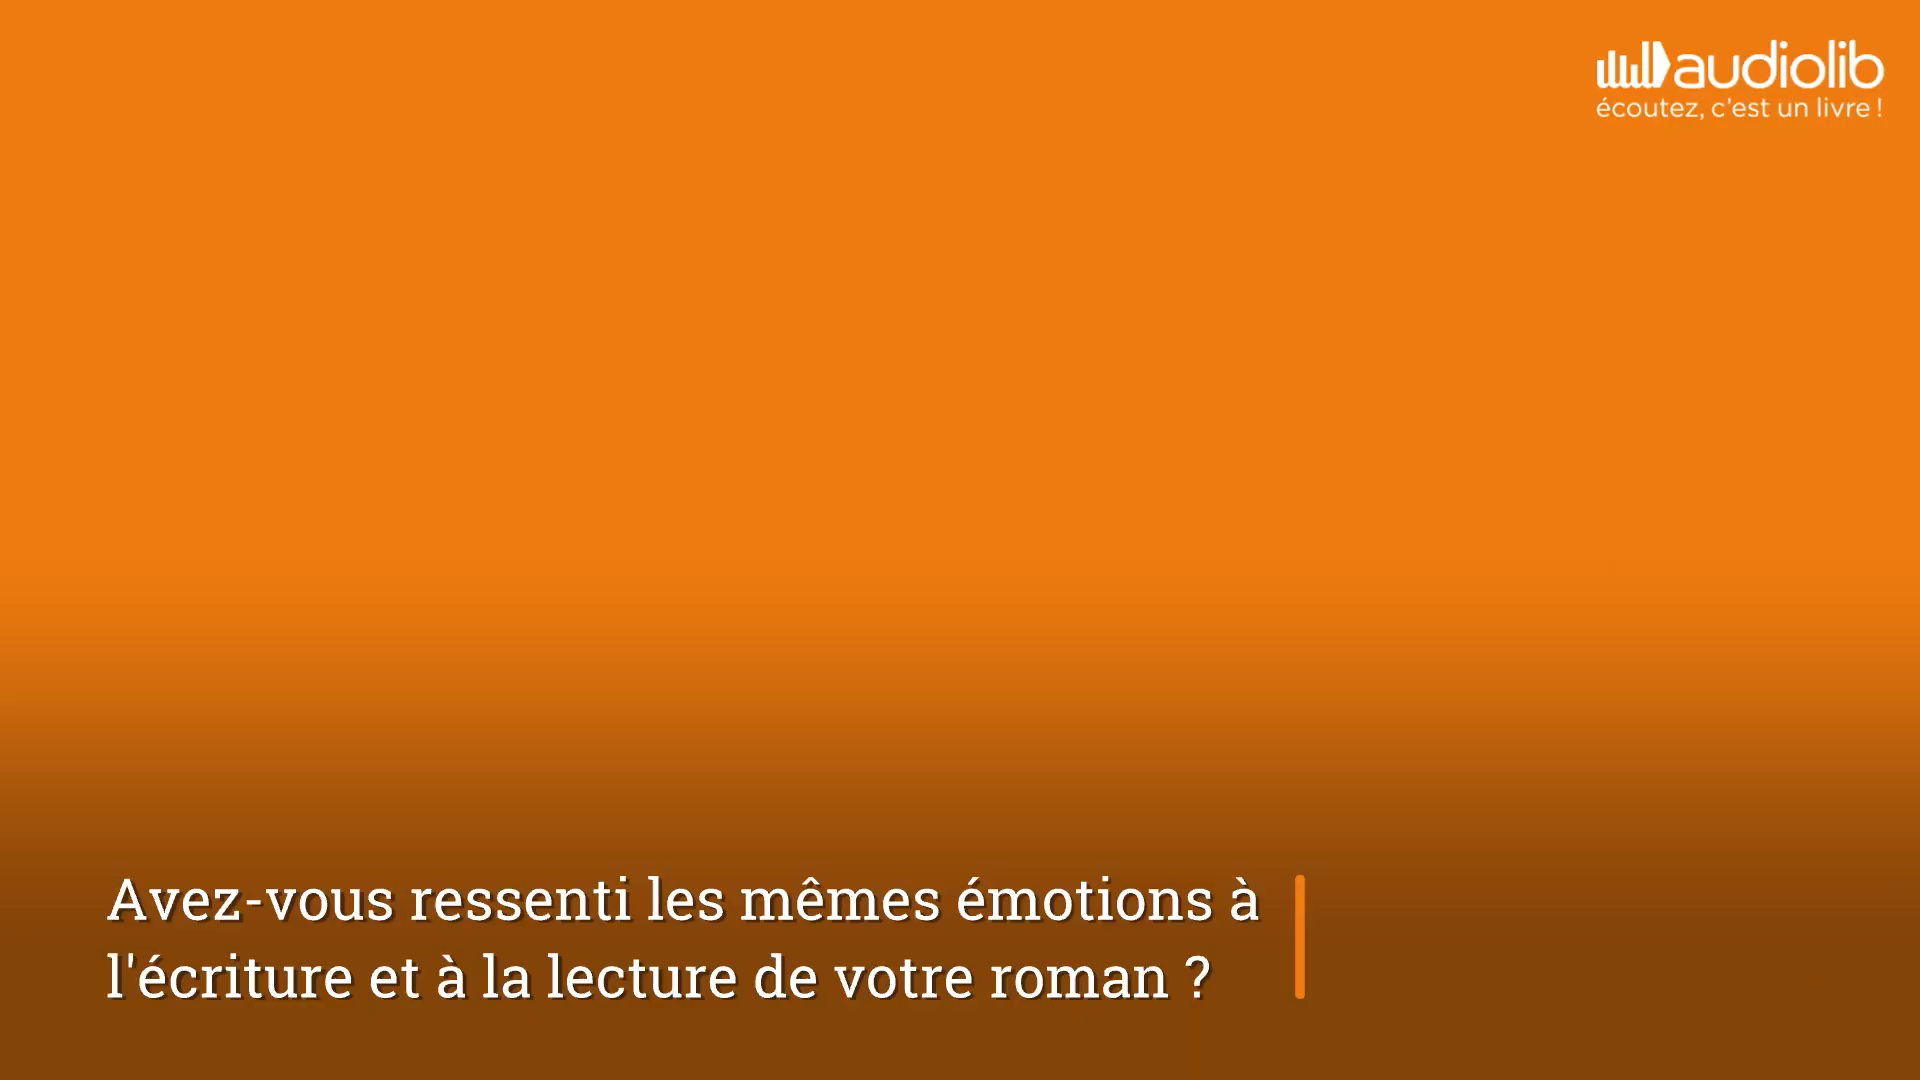 audiolib
écoutez, c'est un livre !
Avez-vous ressenti les mêmes émotions à
l'écriture et à la lecture de votre roman ?